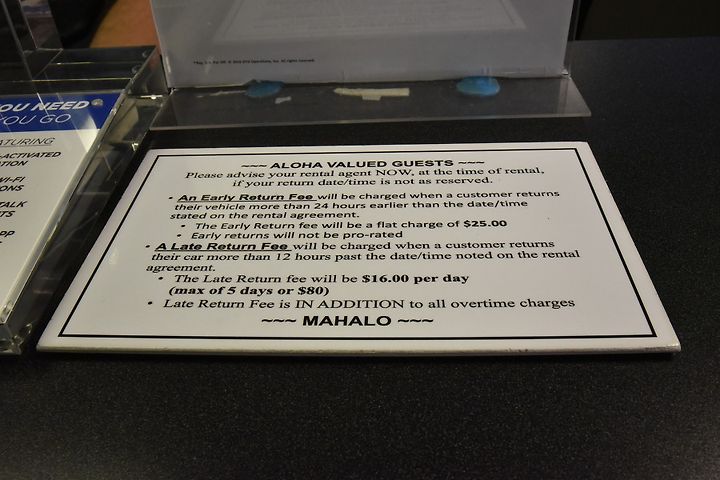 OU NEED
YOU GO
ATURING
-ACTIVATED
TION
VI-FI
IONS
TALK
TS
PP
~~~ ALOHA VALUED GUESTS ~~~
Please advise your rental agent NOW, at the time of rental,
if your return date/time is not as reserved.
• An Early Return Fee will be charged when a customer returns
their vehicle more than 24 hours earlier than the date/time
stated on the rental agreement.
• The Early Return fee will be a flat charge of $25.00
• Early returns will not be pro-rated
• A Late Return Fee will be charged when a customer returns
their car more than 12 hours past the date/time noted on the rental
agreement.
• The Late Return fee will be $16.00 per day
(max of 5 days or $80)
• Late Return Fee is IN ADDITION to all overtime charges
~~~ MAHALO ~~~